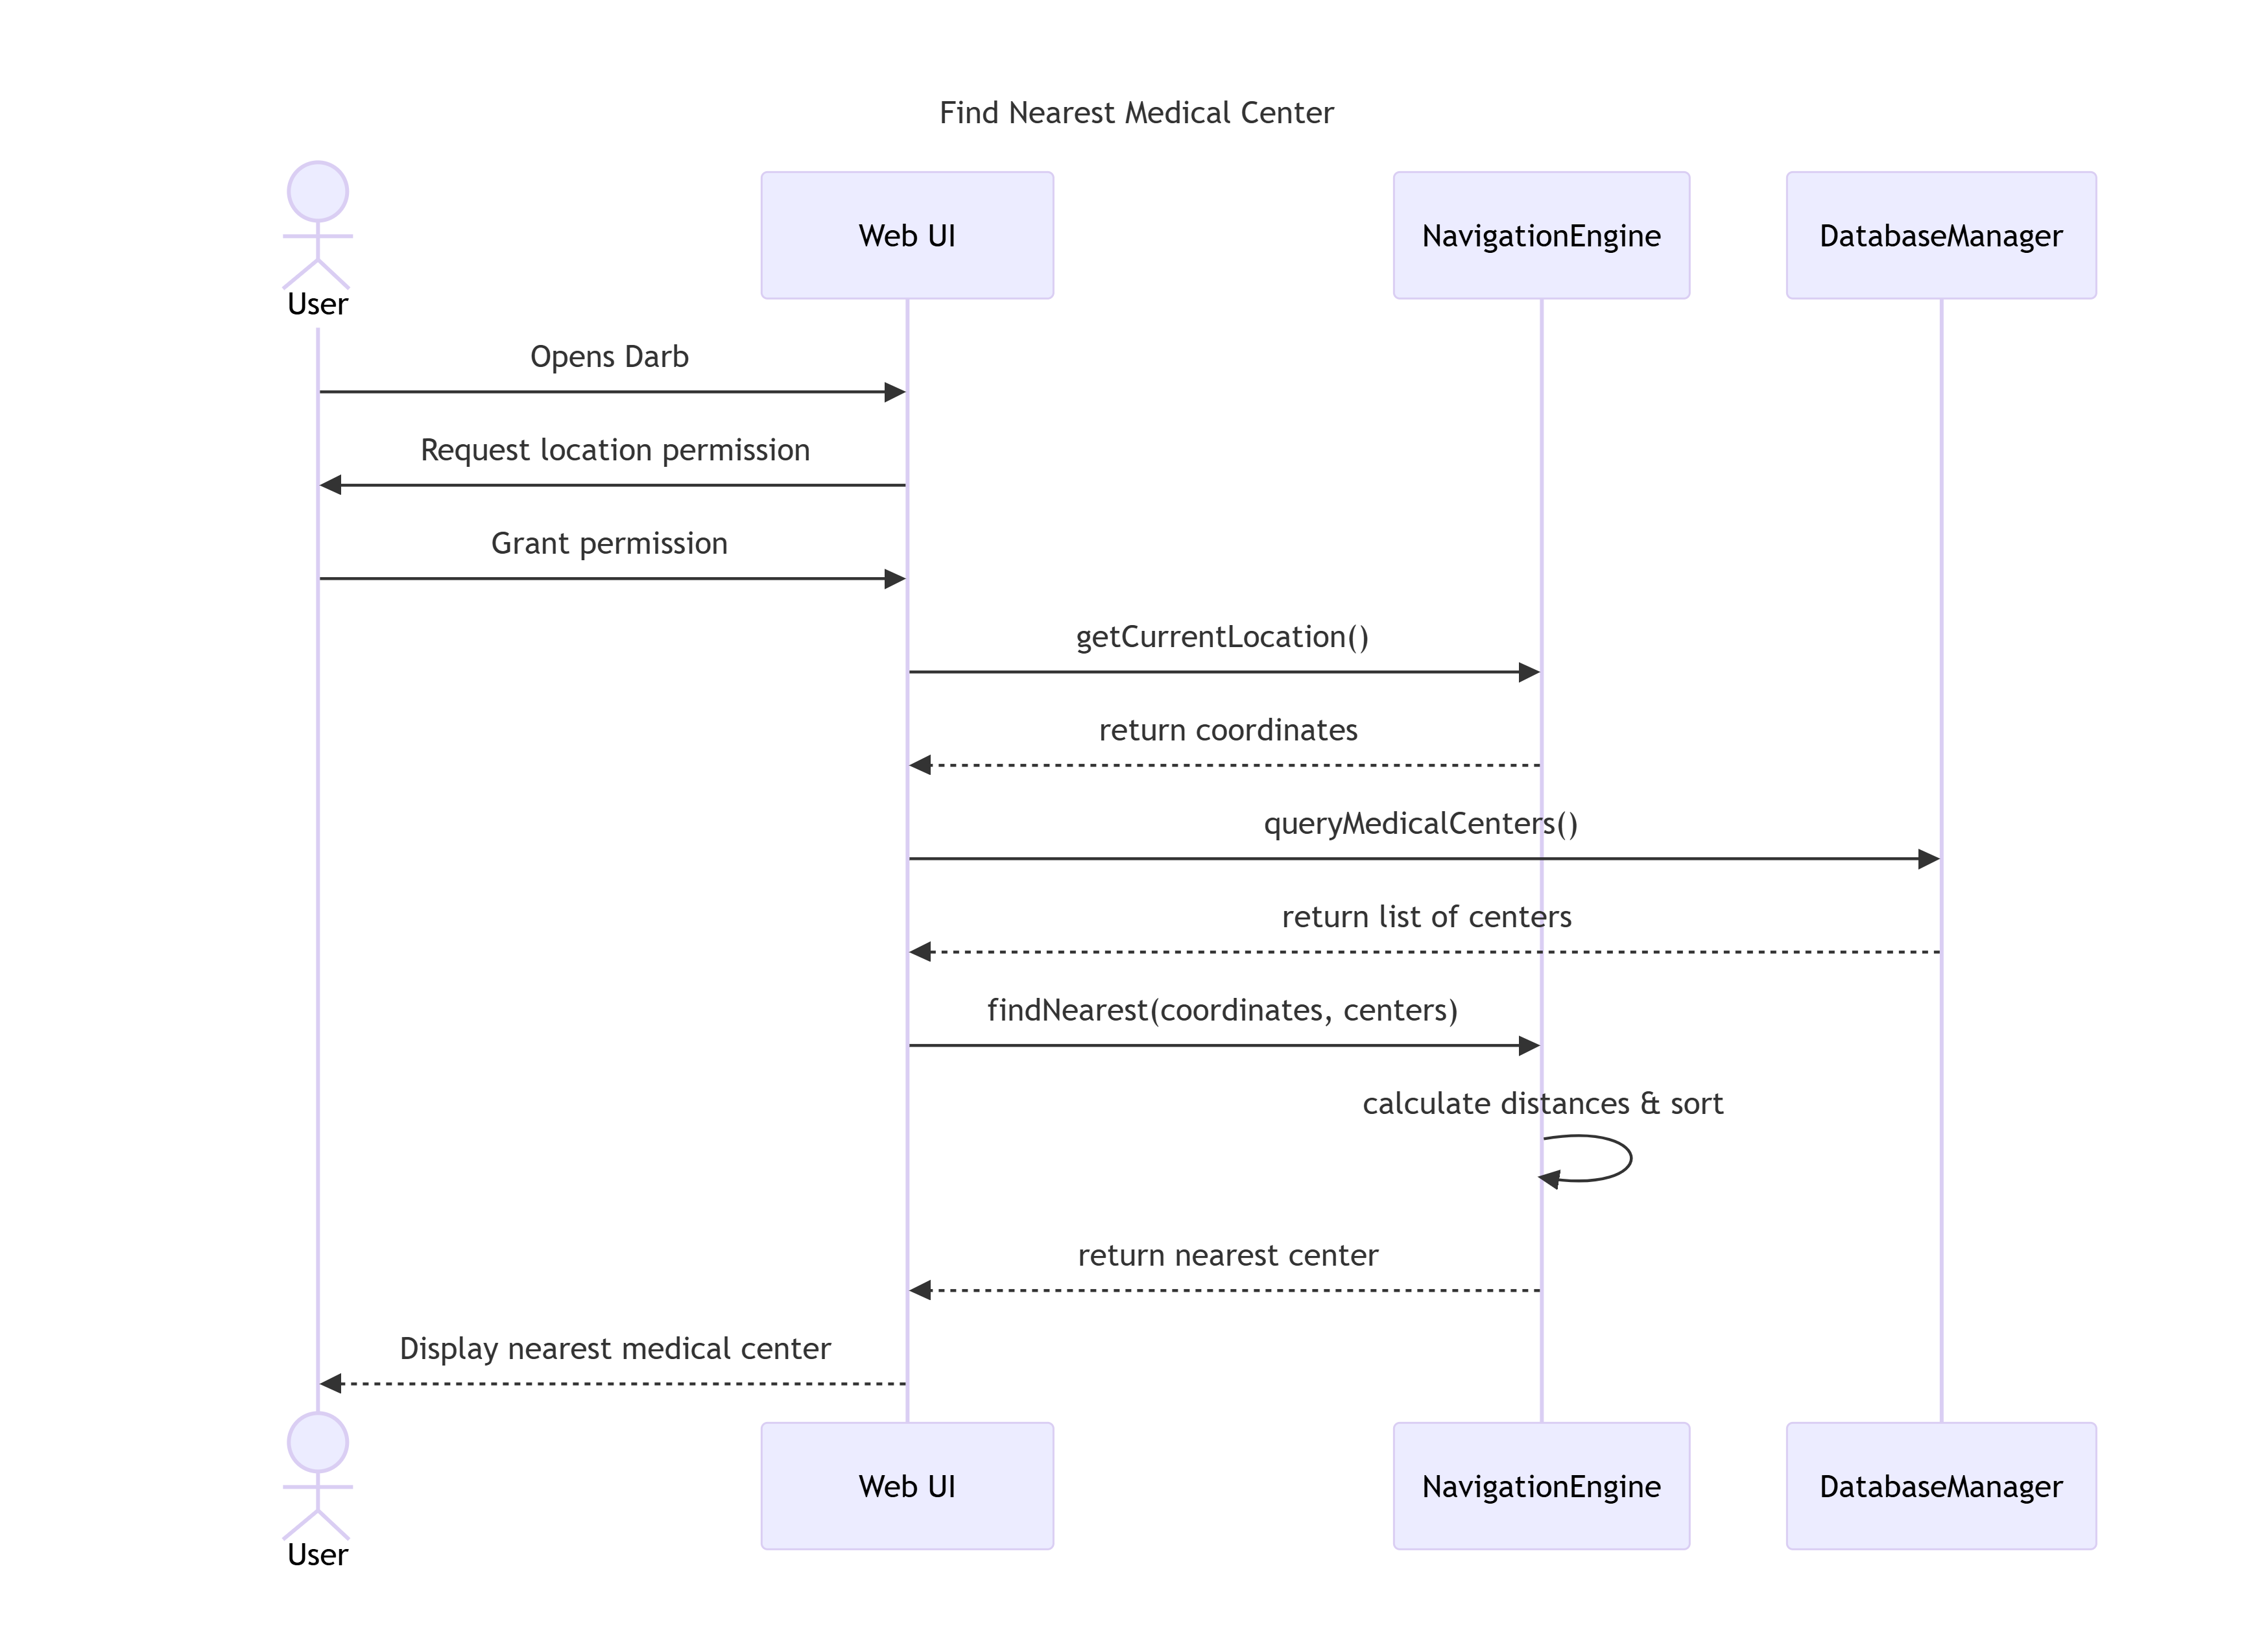 Find Nearest Medical Center
User
Web UI
NavigationEngine
DatabaseManager
Opens Darb
Request location permission
Grant permission
getCurrentLocation()
return coordinates
queryMedicalCenters()
return list of centers
findNearest(coordinates, centers)
calculate distances & sort
return nearest center
Display nearest medical center
User
Web UI
NavigationEngine
DatabaseManager